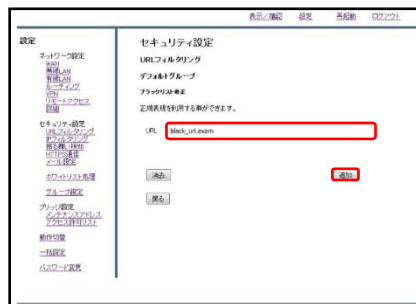 表示/確認 設定 再起動 ログアウト
設定
ネットワーク設定
WAN
有線LAN
無線LAN
ルーティング
VPN
リモートアクセス
詳細
セキュリティ設定
URLフィルタリング
IPフィルタリング
振る舞い検知
HTTPS通信
メール設定
ホワイトリスト処理
グループ設定
ブリッジ設定
メンテナンスアドレス
アクセス許可リスト
動作切替
一括設定
パスワード変更
セキュリティ設定
URLフィルタリング
デフォルトグループ
ブラックリスト修正
正規表現を利用する事ができます。
URL black_url.exam
消去 追加
戻る